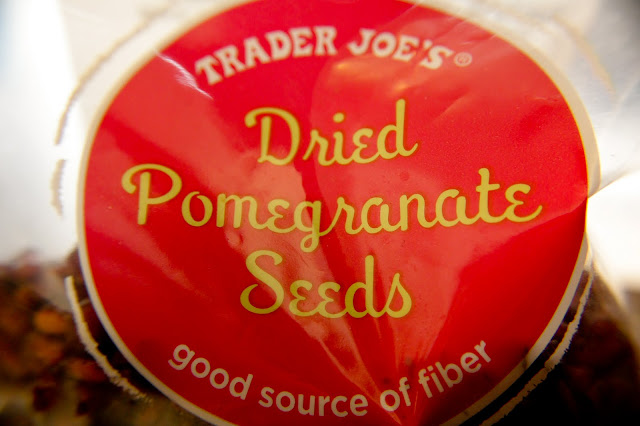 TRADER JOE'S®
Dried
Pomegranate
Seeds
good source of fiber